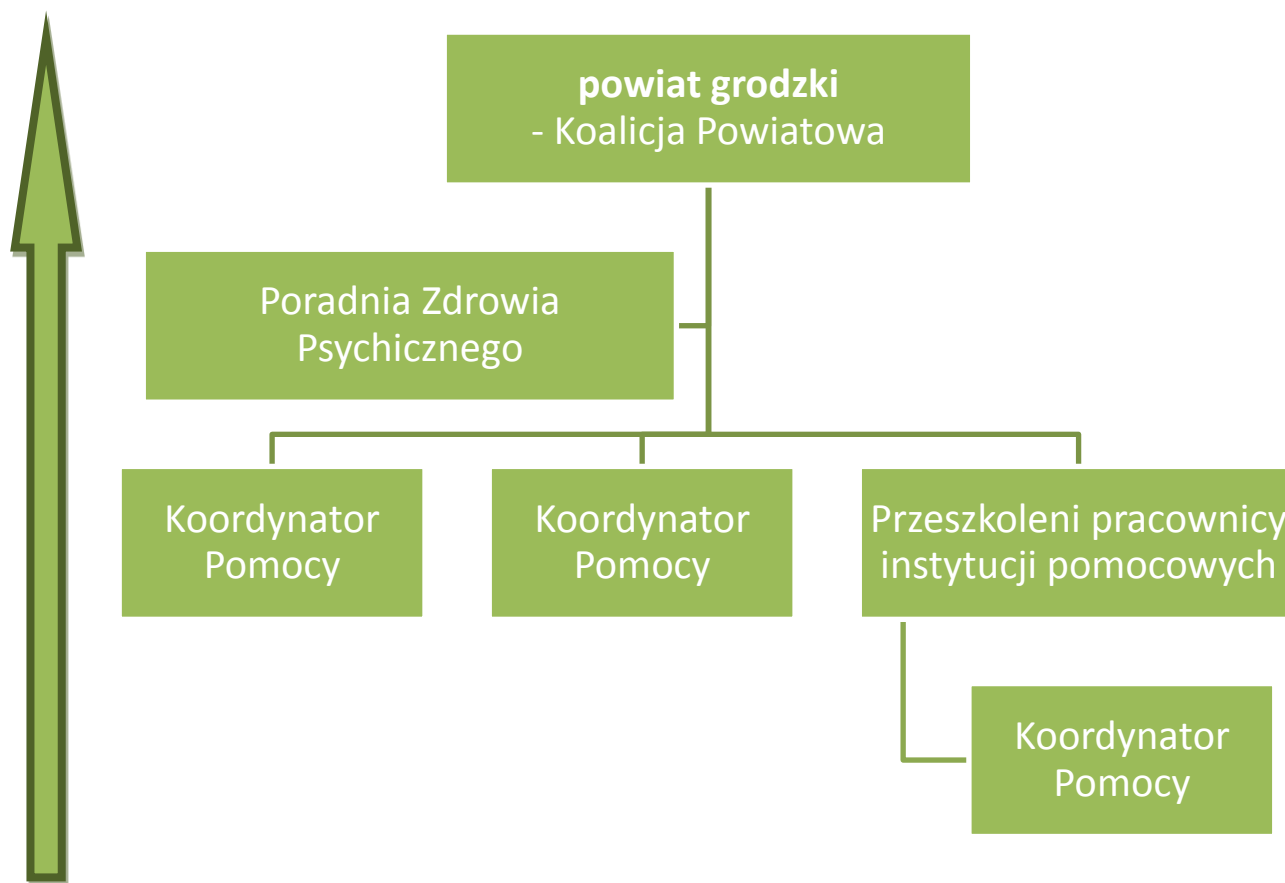 powiat grodzki
- Koalicja Powiatowa
Poradnia Zdrowia
Psychicznego
Koordynator
Pomocy
Koordynator
Pomocy
Przeszkoleni pracownicy
instytucji pomocowych
Koordynator
Pomocy